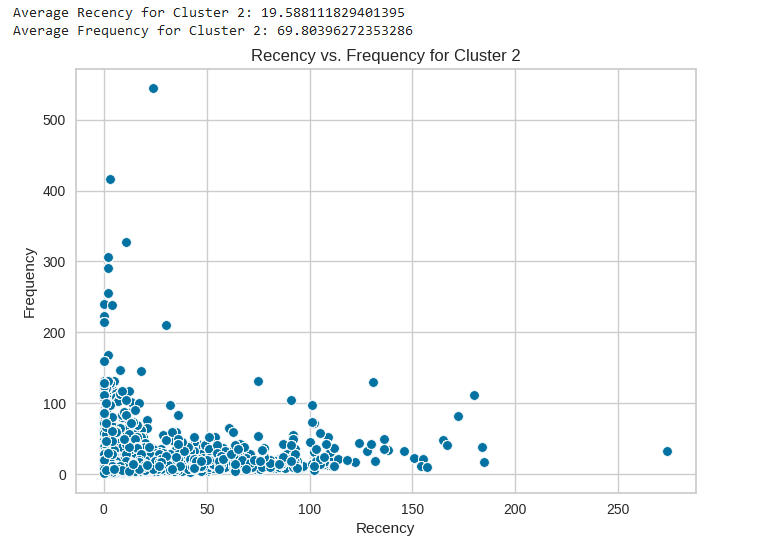 Average Recency for Cluster 2: 19.588111829401395
Average Frequency for Cluster 2: 69.80396272353286
Recency vs. Frequency for Cluster 2
500
400
300
200
100
0
Frequency
0 50 100 150 200 250
Recency